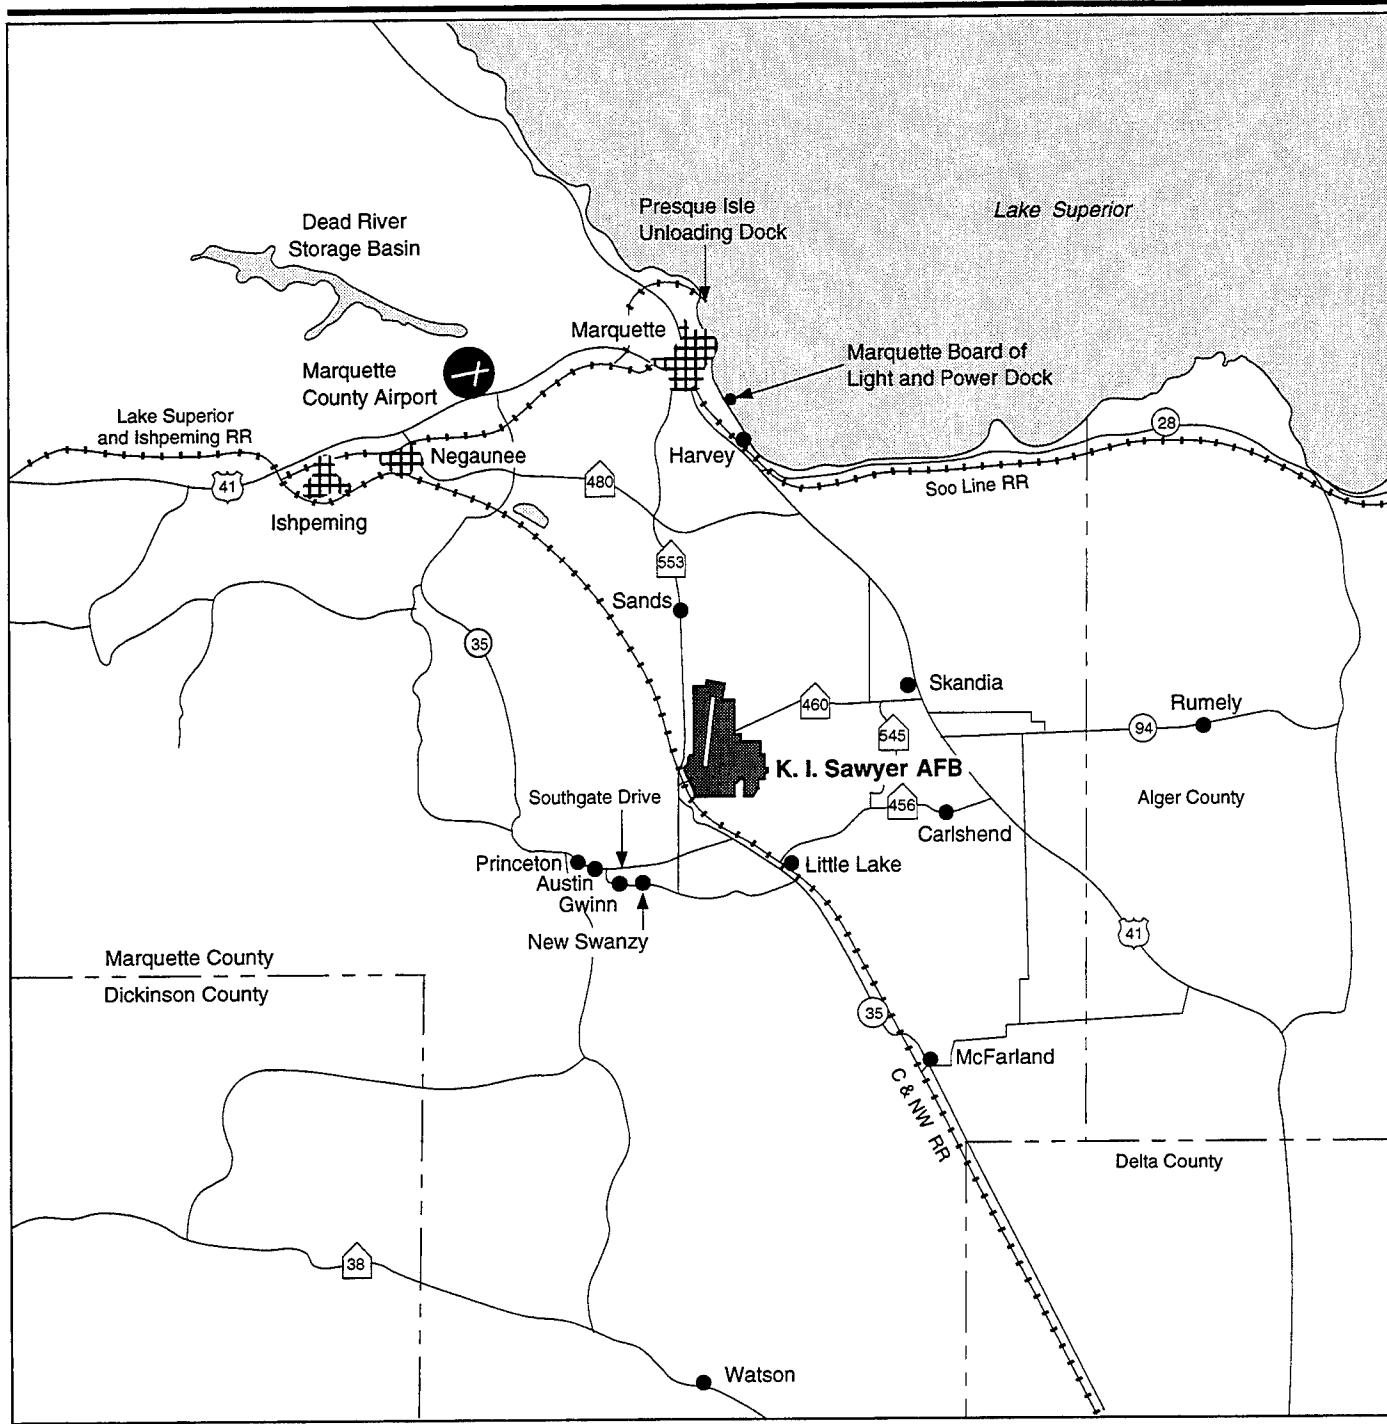 Lake Superior
Presque Isle
Unloading Dock
Dead River
Storage Basin
Marquette
Marquette Board of
Light and Power Dock
Marquette
County Airport
Lake Superior
and Ishpeming RR
28
Negaunee
Harvey
41
480
Soo Line RR
Ishpeming
553
Sands
35
Skandia
460
Rumely
94
545
K. I. Sawyer AFB
Southgate Drive
456
Alger County
Carlshend
Princeton
Little Lake
Austin
Gwinn
New Swanzy
41
Marquette County
Dickinson County
35
McFarland
C & NW RR
Delta County
38
Watson